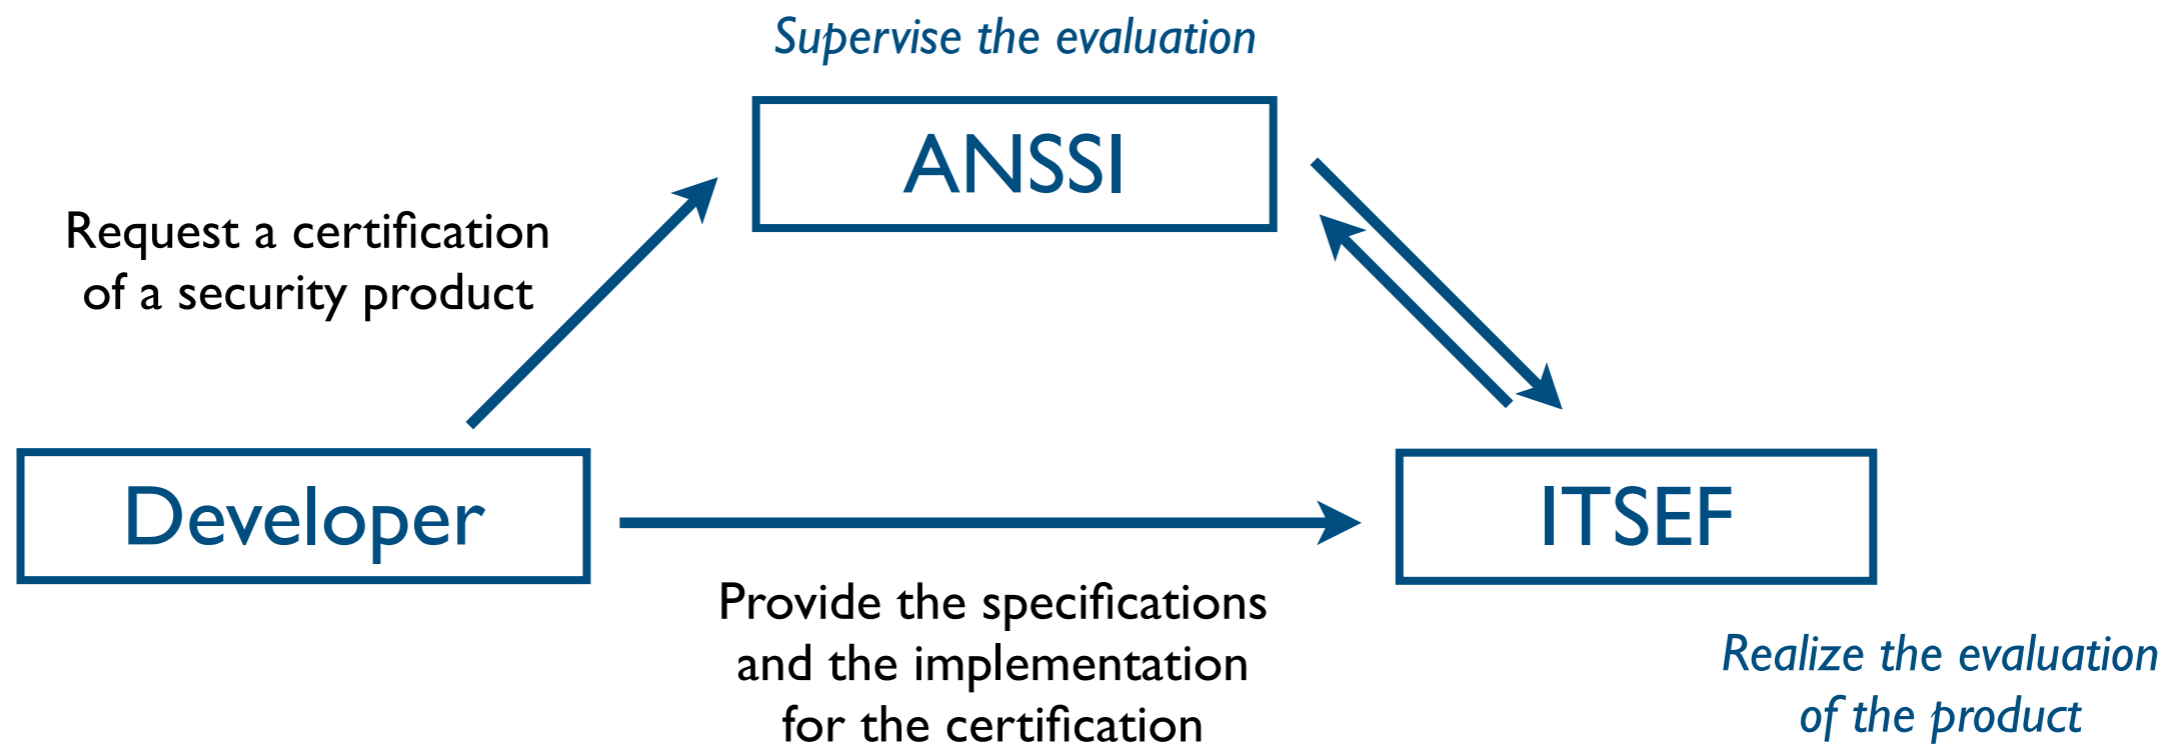 Supervise the evaluation
ANSSI
Request a certification
of a security product
Developer
ITSEF
Provide the specifications
and the implementation
for the certification
Realize the evaluation
of the product